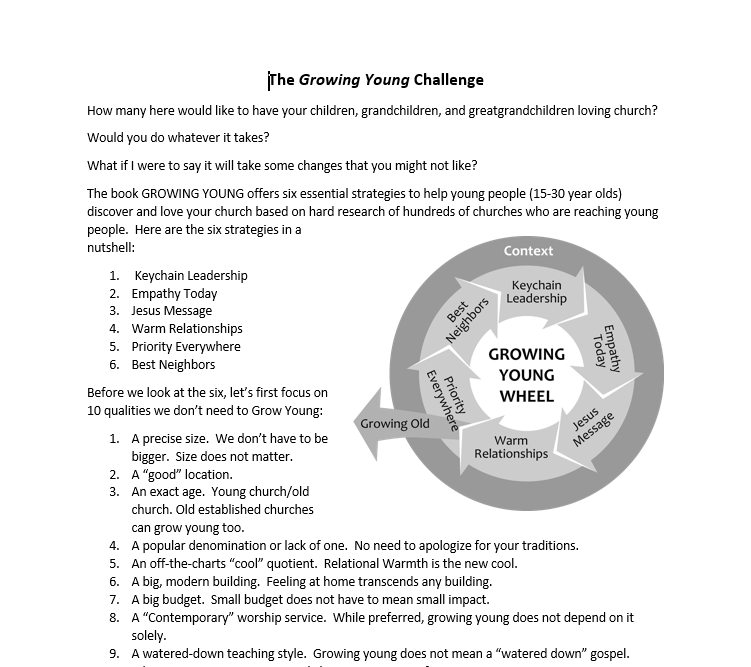 The Growing Young Challenge
How many here would like to have your children, grandchildren, and greatgrandchildren loving church?
Would you do whatever it takes?
What if I were to say it will take some changes that you might not like?
The book GROWING YOUNG offers six essential strategies to help young people (15-30 year olds)
discover and love your church based on hard research of hundreds of churches who are reaching young
people.  Here are the six strategies in a
nutshell:
1. Keychain Leadership
2. Empathy Today
3. Jesus Message
4. Warm Relationships
5. Priority Everywhere
6. Best Neighbors
Before we look at the six, let’s first focus on
10 qualities we don’t need to Grow Young:
1. A precise size.  We don’t have to be
bigger.  Size does not matter.
2. A “good” location.
3. An exact age.  Young church/old
church. Old established churches
can grow young too.
Context
Keychain
Leadership
Empathy
Today
Jesus
Message
Warm
Relationships
Priority
Everywhere
Best
Neighbors
GROWING
YOUNG
WHEEL
Growing Old
4. A popular denomination or lack of one.  No need to apologize for your traditions.
5. An off-the-charts “cool” quotient.  Relational Warmth is the new cool.
6. A big, modern building.  Feeling at home transcends any building.
7. A big budget.  Small budget does not have to mean small impact.
8. A “Contemporary” worship service.  While preferred, growing young does not depend on it
solely.
9. A watered-down teaching style.  Growing young does not mean a “watered down” gospel.